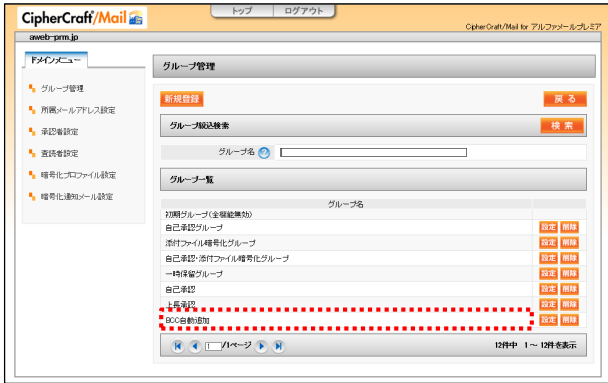 CipherCraft/Mail
トップ ログアウト
CipherCraft/Mail for アルファメールプレミア
aweb-prm.jp
ドメインメニュー
グループ管理
所属メールアドレス設定
承認者設定
査読者設定
暗号化プロファイル設定
暗号化通知メール設定
グループ管理
新規登録 戻る
グループ絞込検索 検索
グループ名
グループ一覧
グループ名
初期グループ(全機能無効)
自己承認グループ 設定 削除
添付ファイル暗号化グループ 設定 削除
自己承認・添付ファイル暗号化グループ 設定 削除
一時保留グループ 設定 削除
自己承認 設定 削除
上長承認 設定 削除
BCC自動追加 設定 削除
1 /1ページ 12件中 1～12件を表示